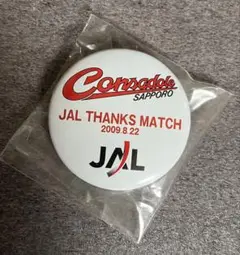 Consadole
SAPPORO
JAL THANKS MATCH
2009.8.22
JAL